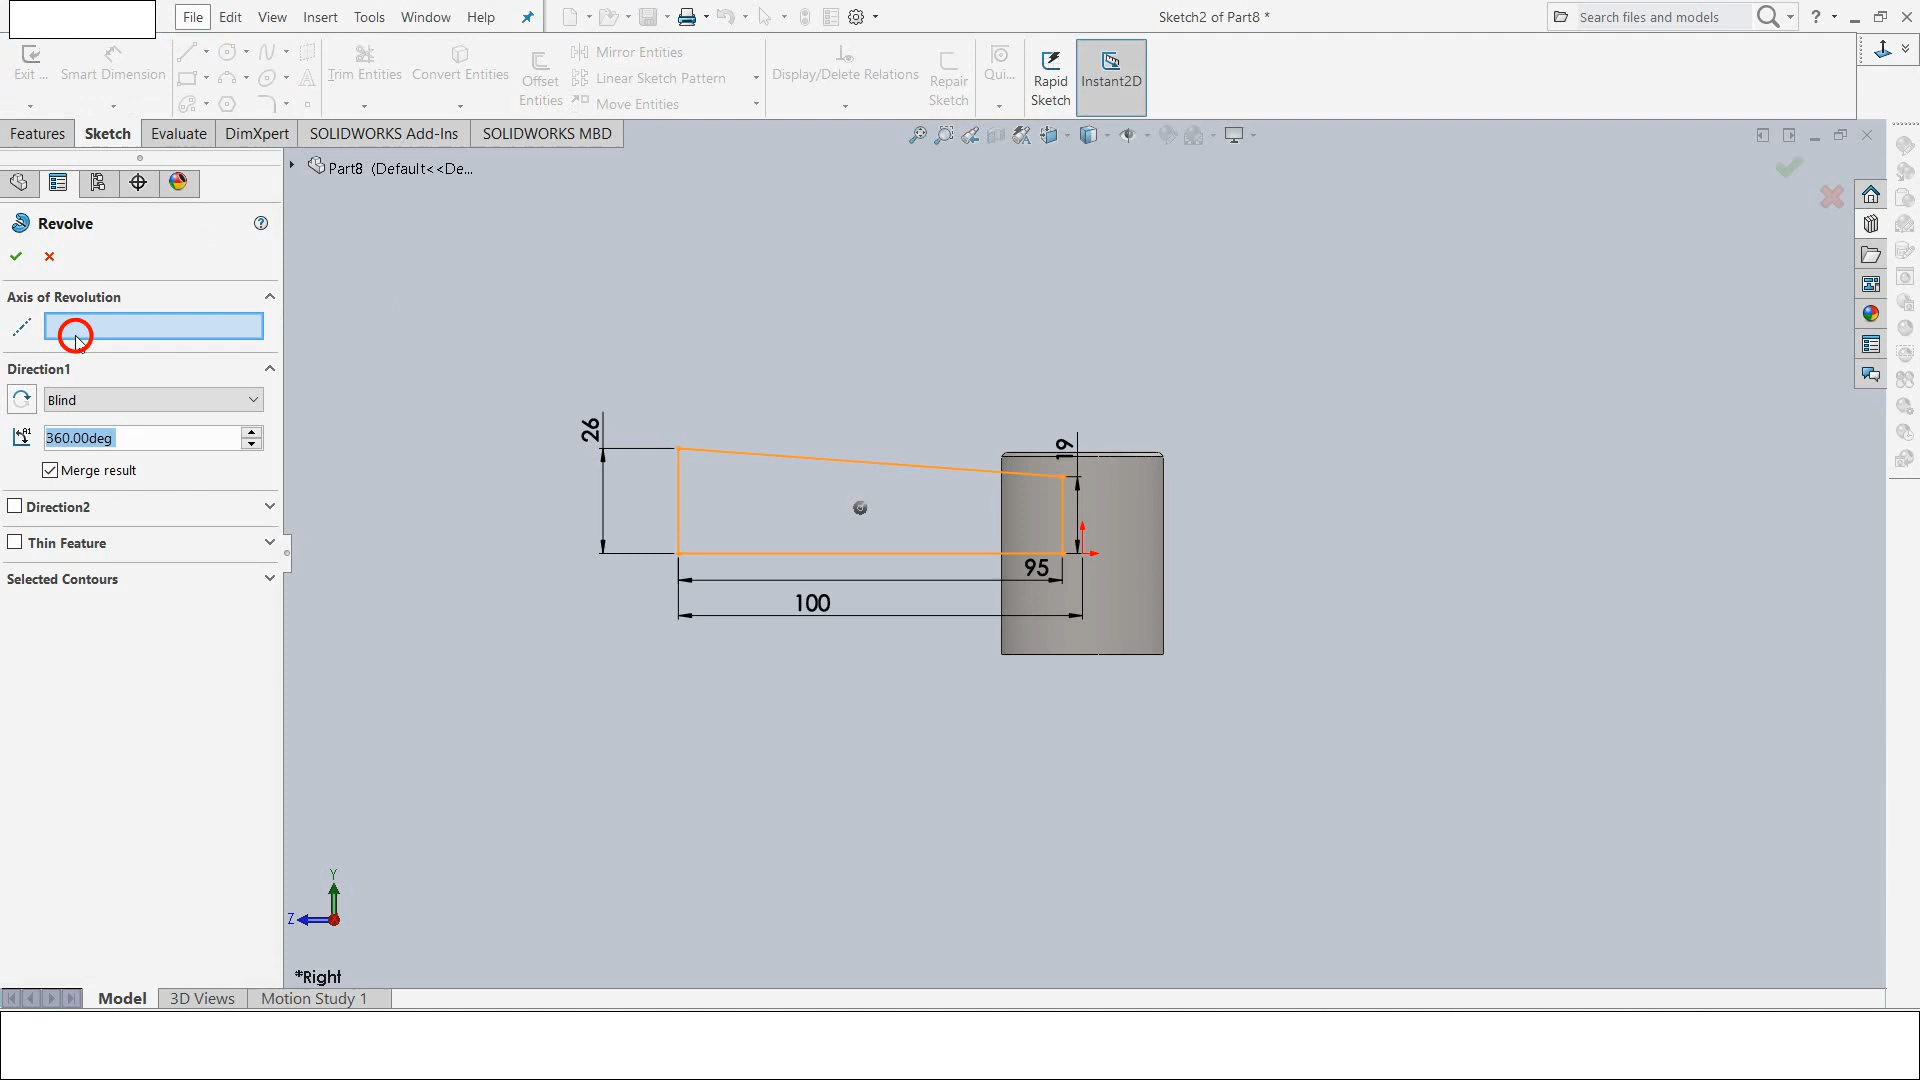 File Edit View Insert Tools Window Help
Sketch2 of Part8 *
Search files and models
?
Exit ...
Smart Dimension
Trim Entities
Convert Entities
Offset
Entities
Mirror Entities
Linear Sketch Pattern
Move Entities
Display/Delete Relations
Repair
Sketch
Qui...
Rapid
Sketch
Instant2D
Features Sketch Evaluate DimXpert SOLIDWORKS Add-Ins SOLIDWORKS MBD
Part8 (Default<<De...
Revolve
?
Axis of Revolution
Direction1
Blind
360.00deg
Merge result
Direction2
Thin Feature
Selected Contours
26
19
95
100
Y
Z
*Right
Model 3D Views Motion Study 1